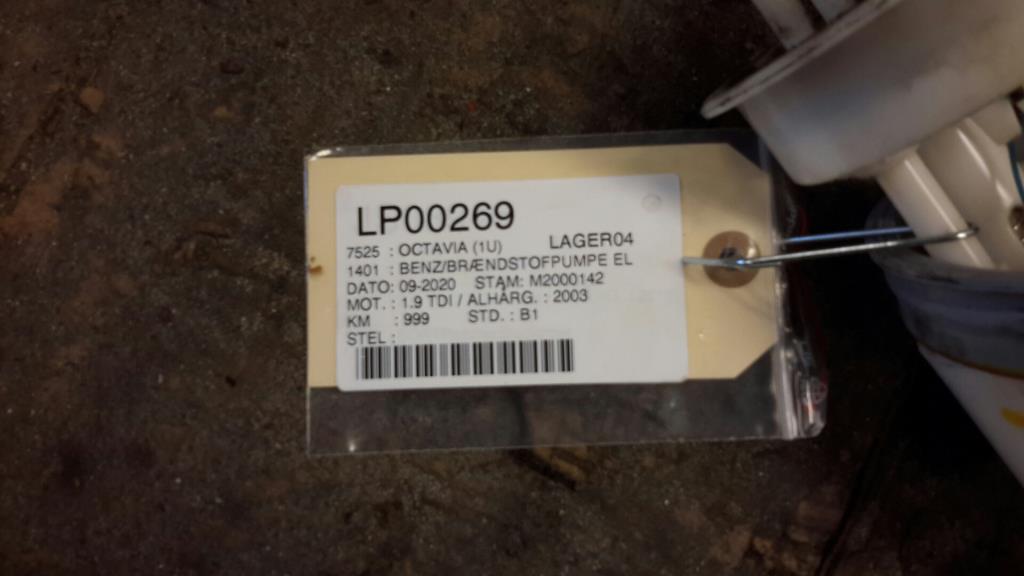 LP00269
7525 : OCTAVIA (1U) LAGER04
1401 : BENZ/BRÆNDSTOFPUMPE EL
DATO: 09-2020 STAM: M2000142
MOT. : 1.9 TDI / ALHÅRG. : 2003
KM : 999 STD. : B1
STEL :